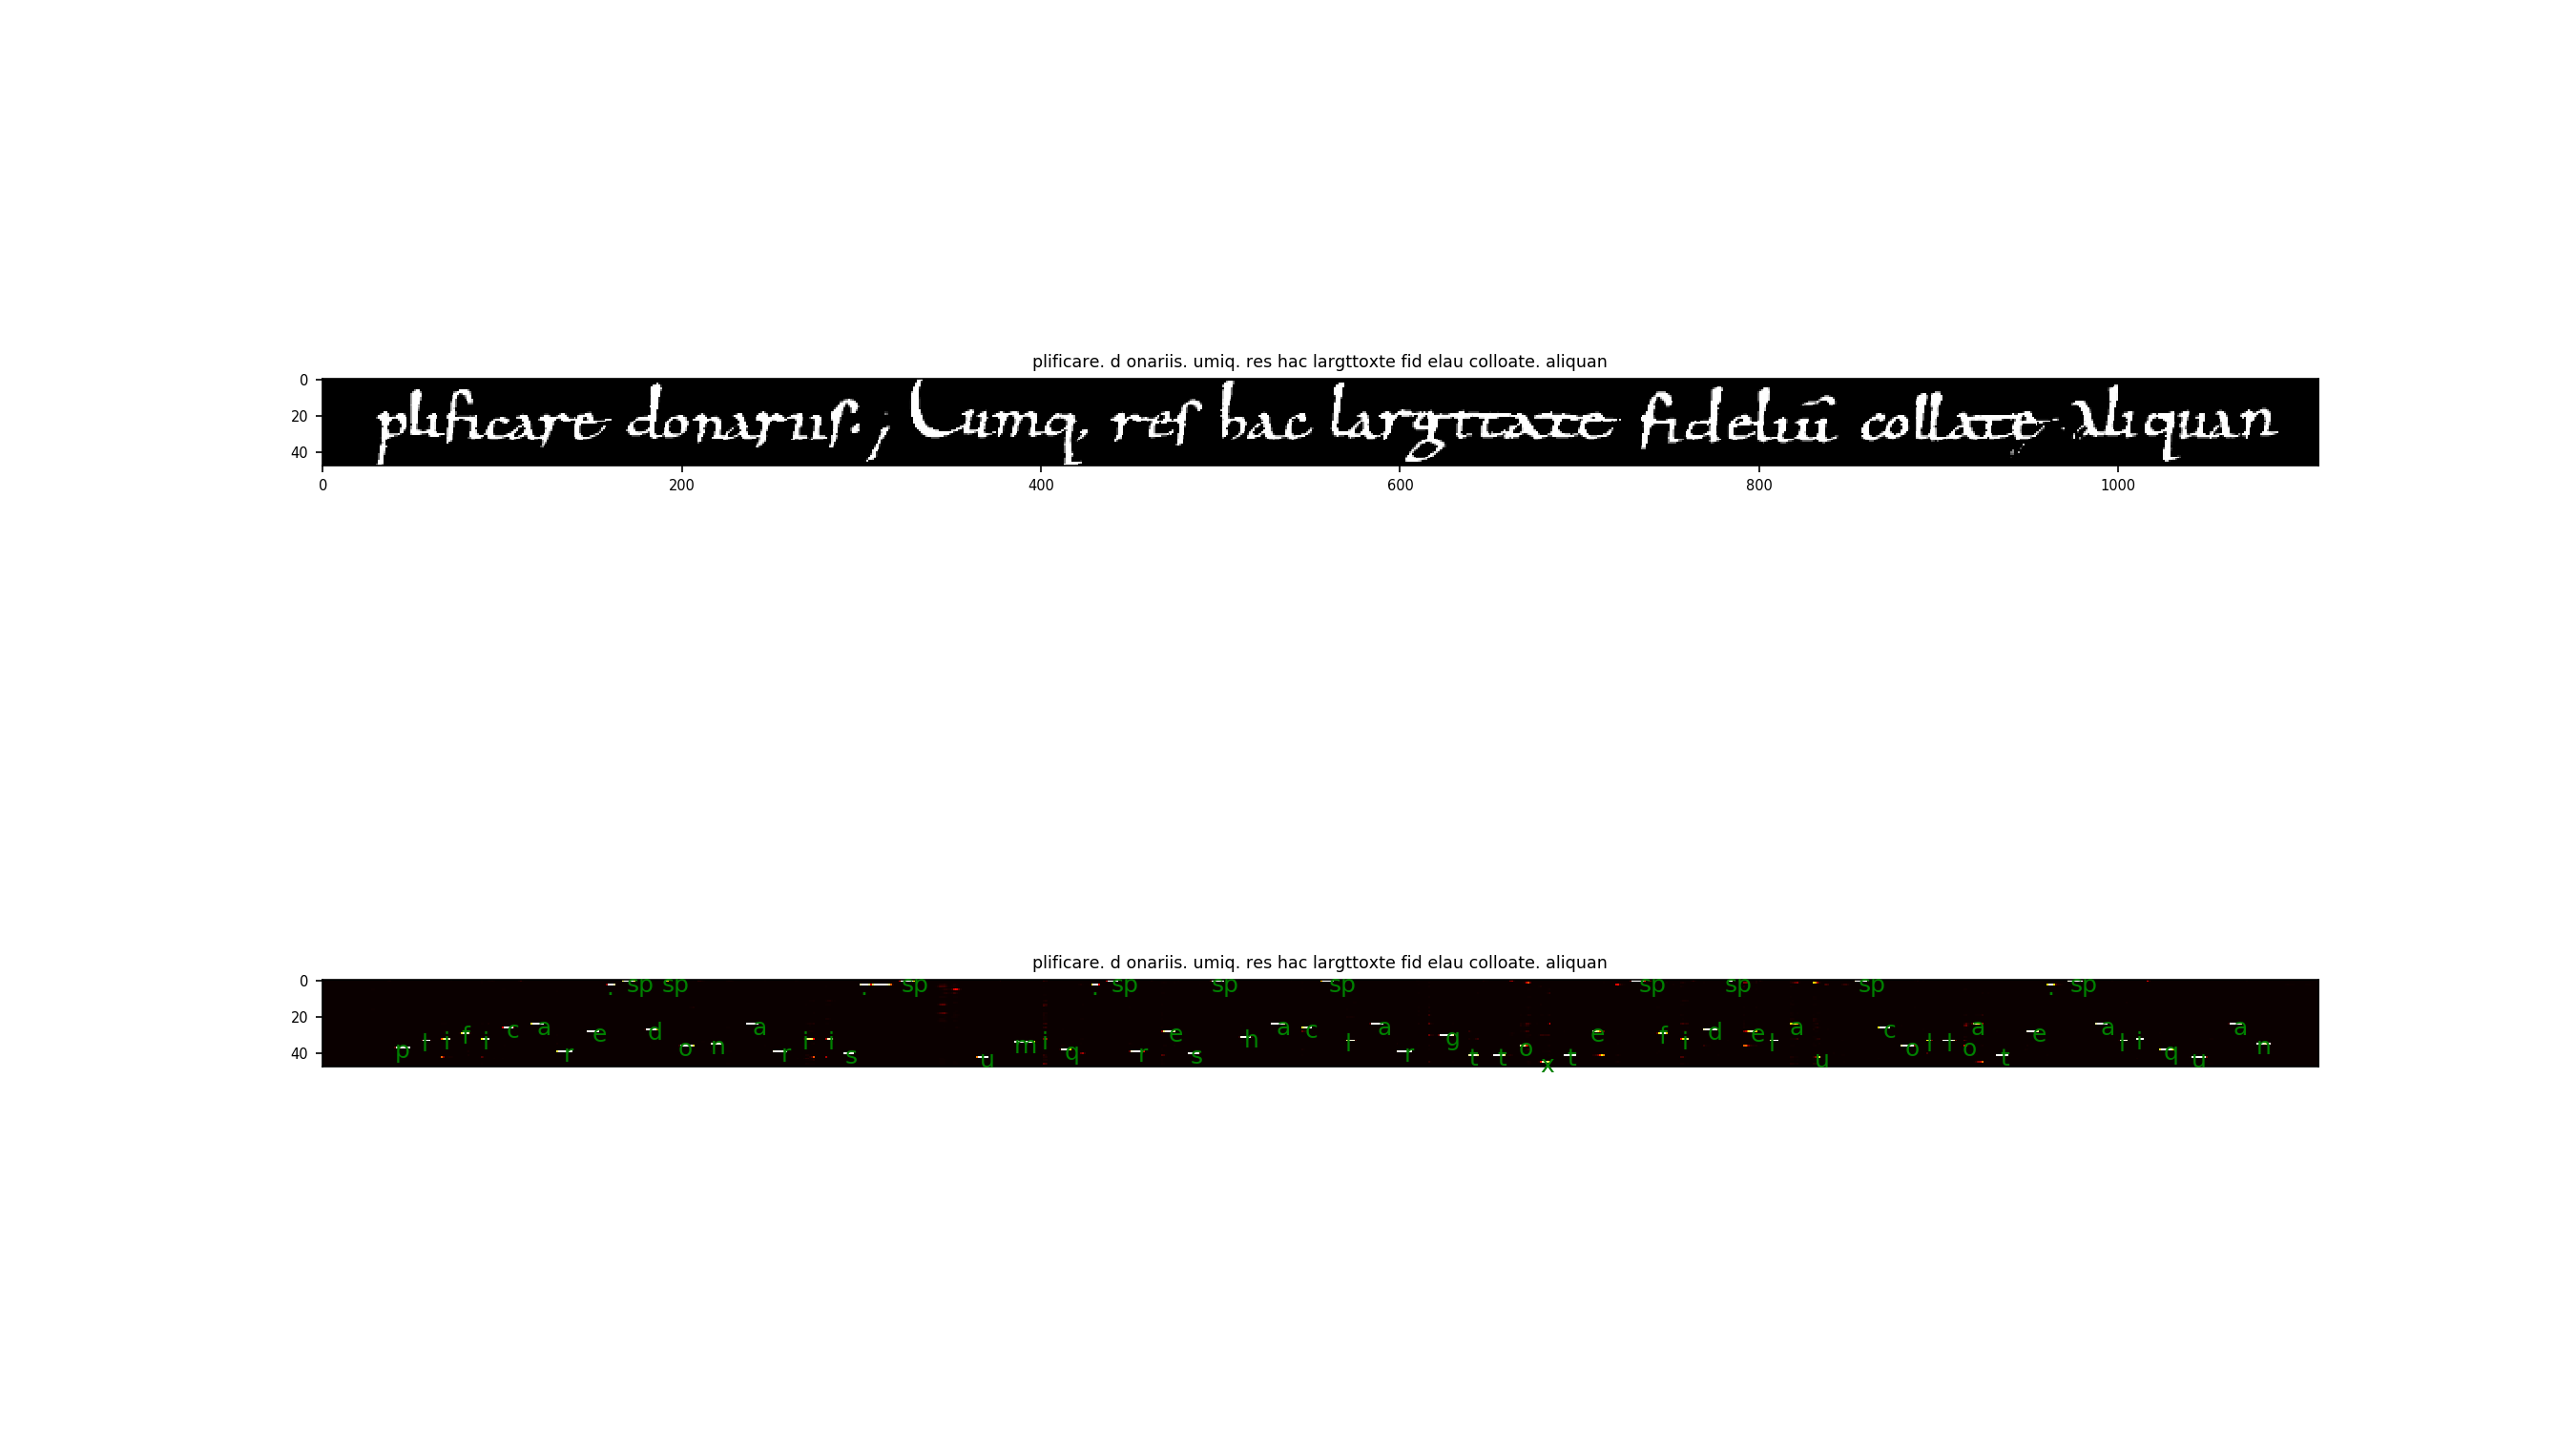 plificare. d onariis. umiq. res hac largttoxte fid elau colloate. aliquan
0
20
40
plificare donariis.; Cumq, res hac largitate fideliū collate aliquan
0 200 400 600 800 1000
plificare. d onariis. umiq. res hac largttoxte fid elau colloate. aliquan
0
20
40
. sp sp . sp . sp sp sp sp sp sp . sp
p l i f i c a r e d o n a r i i s u m i q r e s h a c l a r g t t o x t e f i d e l a u c o l l o a t e a l i q u a n